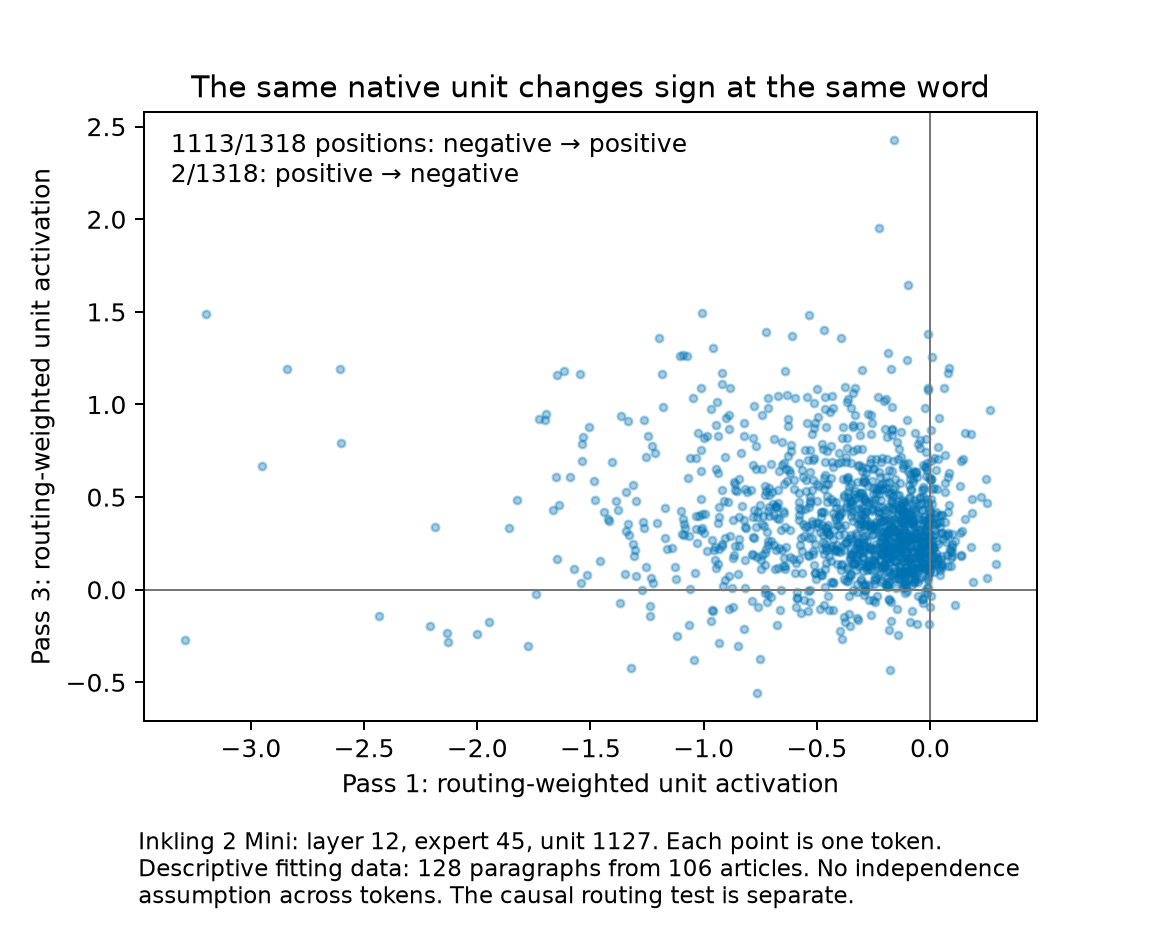 The same native unit changes sign at the same word
1113/1318 positions: negative → positive
2/1318: positive → negative
Pass 3: routing-weighted unit activation
2.5
2.0
1.5
1.0
0.5
0.0
−0.5
−3.0 −2.5 −2.0 −1.5 −1.0 −0.5 0.0
Pass 1: routing-weighted unit activation
Inkling 2 Mini: layer 12, expert 45, unit 1127. Each point is one token.
Descriptive fitting data: 128 paragraphs from 106 articles. No independence
assumption across tokens. The causal routing test is separate.